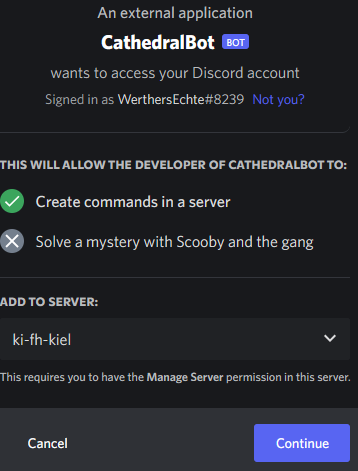 An external application
CathedralBot BOT
wants to access your Discord account
Signed in as WerthersEchte#8239 Not you?
THIS WILL ALLOW THE DEVELOPER OF CATHEDRALBOT TO:
Create commands in a server
Solve a mystery with Scooby and the gang
ADD TO SERVER:
ki-fh-kiel
This requires you to have the Manage Server permission in this server.
Cancel
Continue